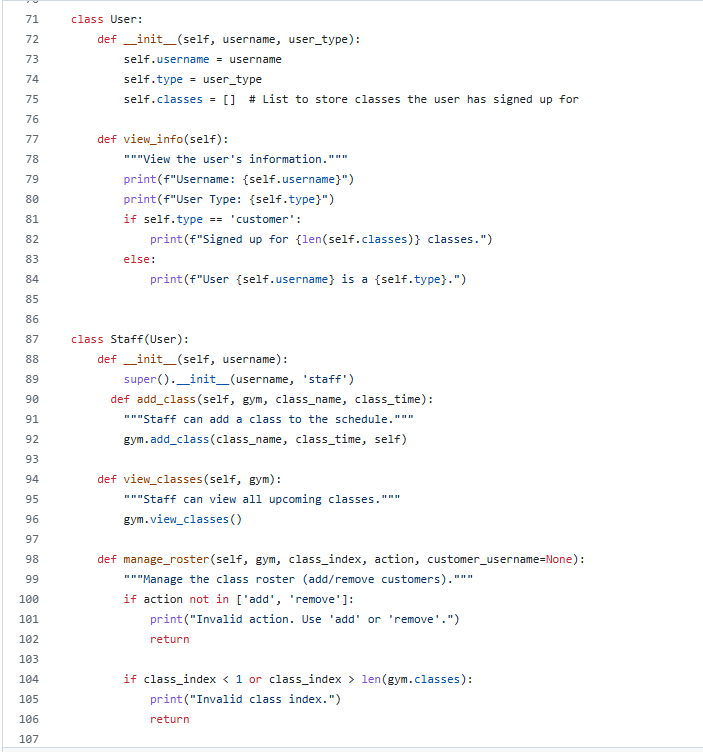 71 class User:
72     def __init__(self, username, user_type):
73         self.username = username
74         self.type = user_type
75         self.classes = []  # List to store classes the user has signed up for
76
77     def view_info(self):
78         """View the user's information."""
79         print(f"Username: {self.username}")
80         print(f"User Type: {self.type}")
81         if self.type == 'customer':
82             print(f"Signed up for {len(self.classes)} classes.")
83         else:
84             print(f"User {self.username} is a {self.type}.")
85
86
87 class Staff(User):
88     def __init__(self, username):
89         super().__init__(username, 'staff')
90       def add_class(self, gym, class_name, class_time):
91         """Staff can add a class to the schedule."""
92         gym.add_class(class_name, class_time, self)
93
94     def view_classes(self, gym):
95         """Staff can view all upcoming classes."""
96         gym.view_classes()
97
98     def manage_roster(self, gym, class_index, action, customer_username=None):
99         """Manage the class roster (add/remove customers)."""
100         if action not in ['add', 'remove']:
101             print("Invalid action. Use 'add' or 'remove'.")
102             return
103
104         if class_index < 1 or class_index > len(gym.classes):
105             print("Invalid class index.")
106             return
107